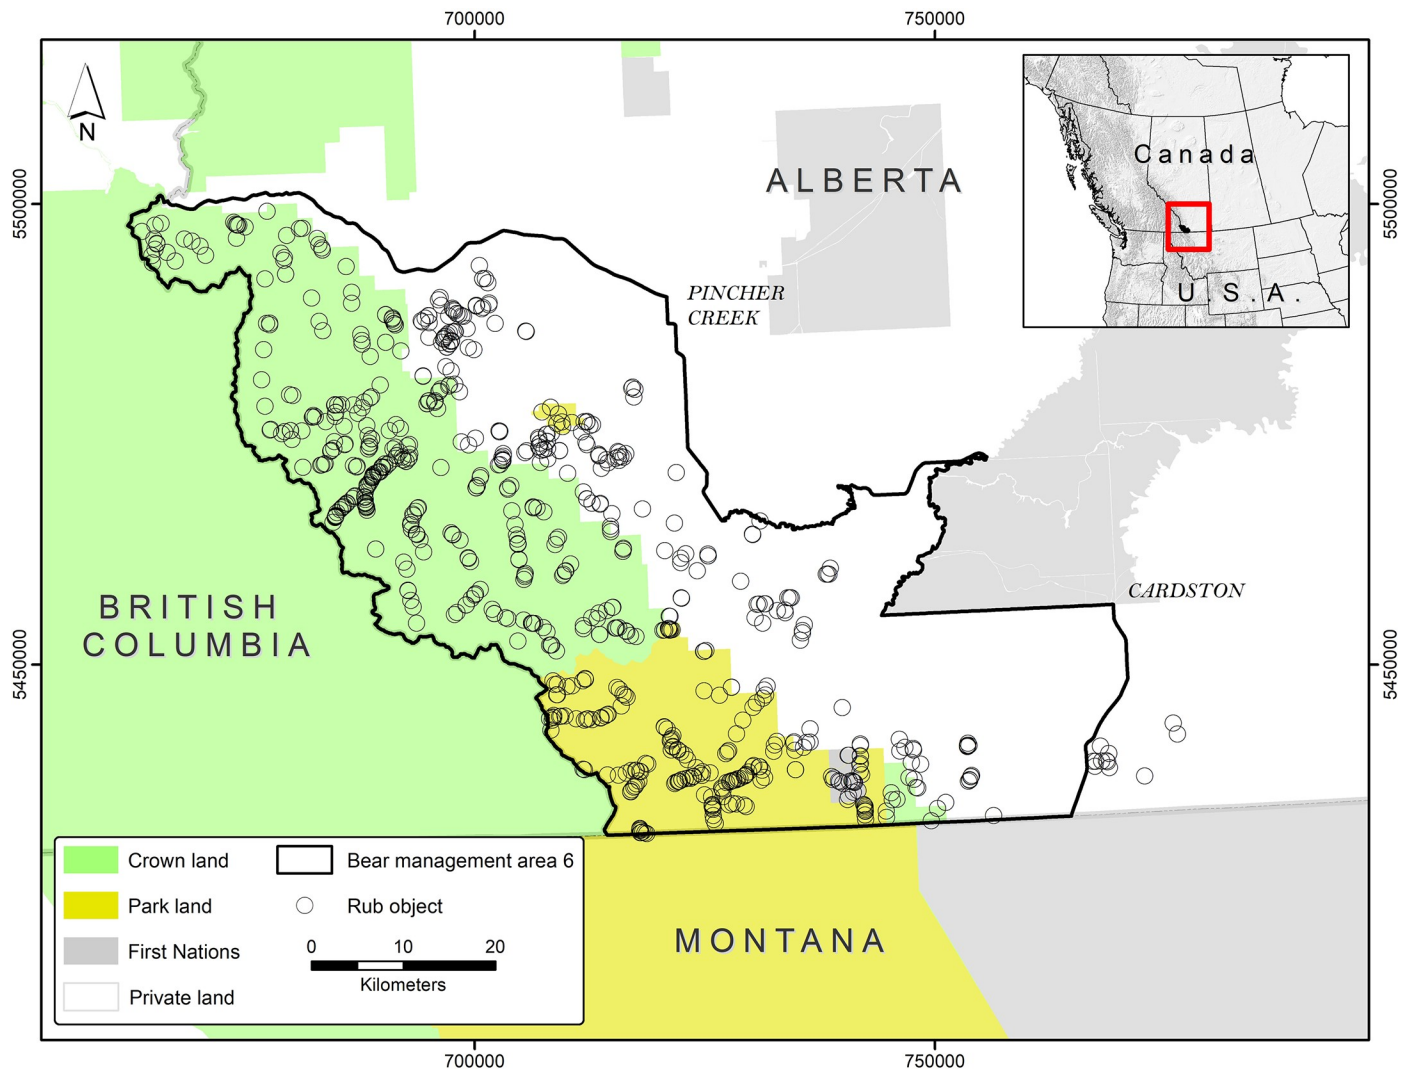 700000
750000
5500000
5500000
N
Canada
U.S.A.
ALBERTA
PINCHER
CREEK
CARDSTON
BRITISH
COLUMBIA
5450000
5450000
MONTANA
Crown land
Park land
First Nations
Private land
Bear management area 6
Rub object
0 10 20
Kilometers
700000
750000